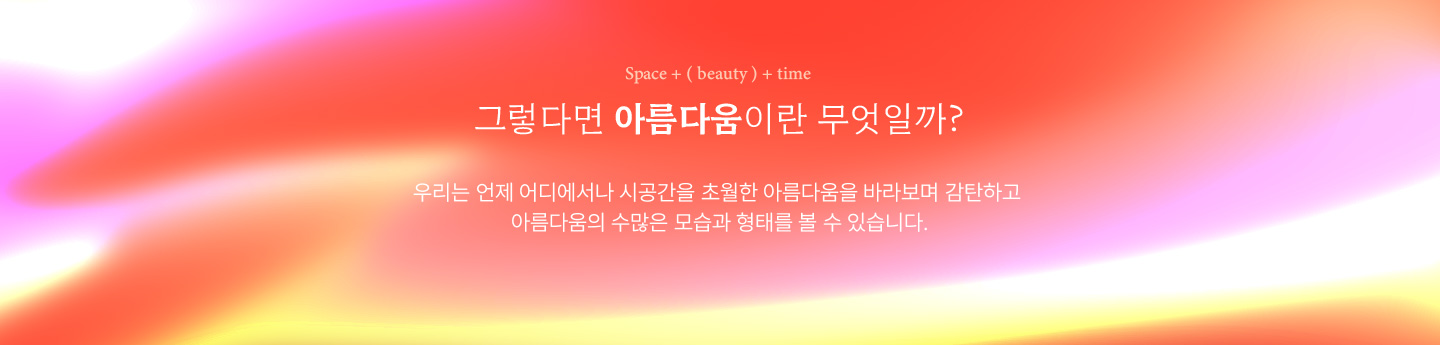 Space + ( beauty ) + time
그렇다면 아름다움이란 무엇일까?
우리는 언제 어디에서나 시공간을 초월한 아름다움을 바라보며 감탄하고
아름다움의 수많은 모습과 형태를 볼 수 있습니다.